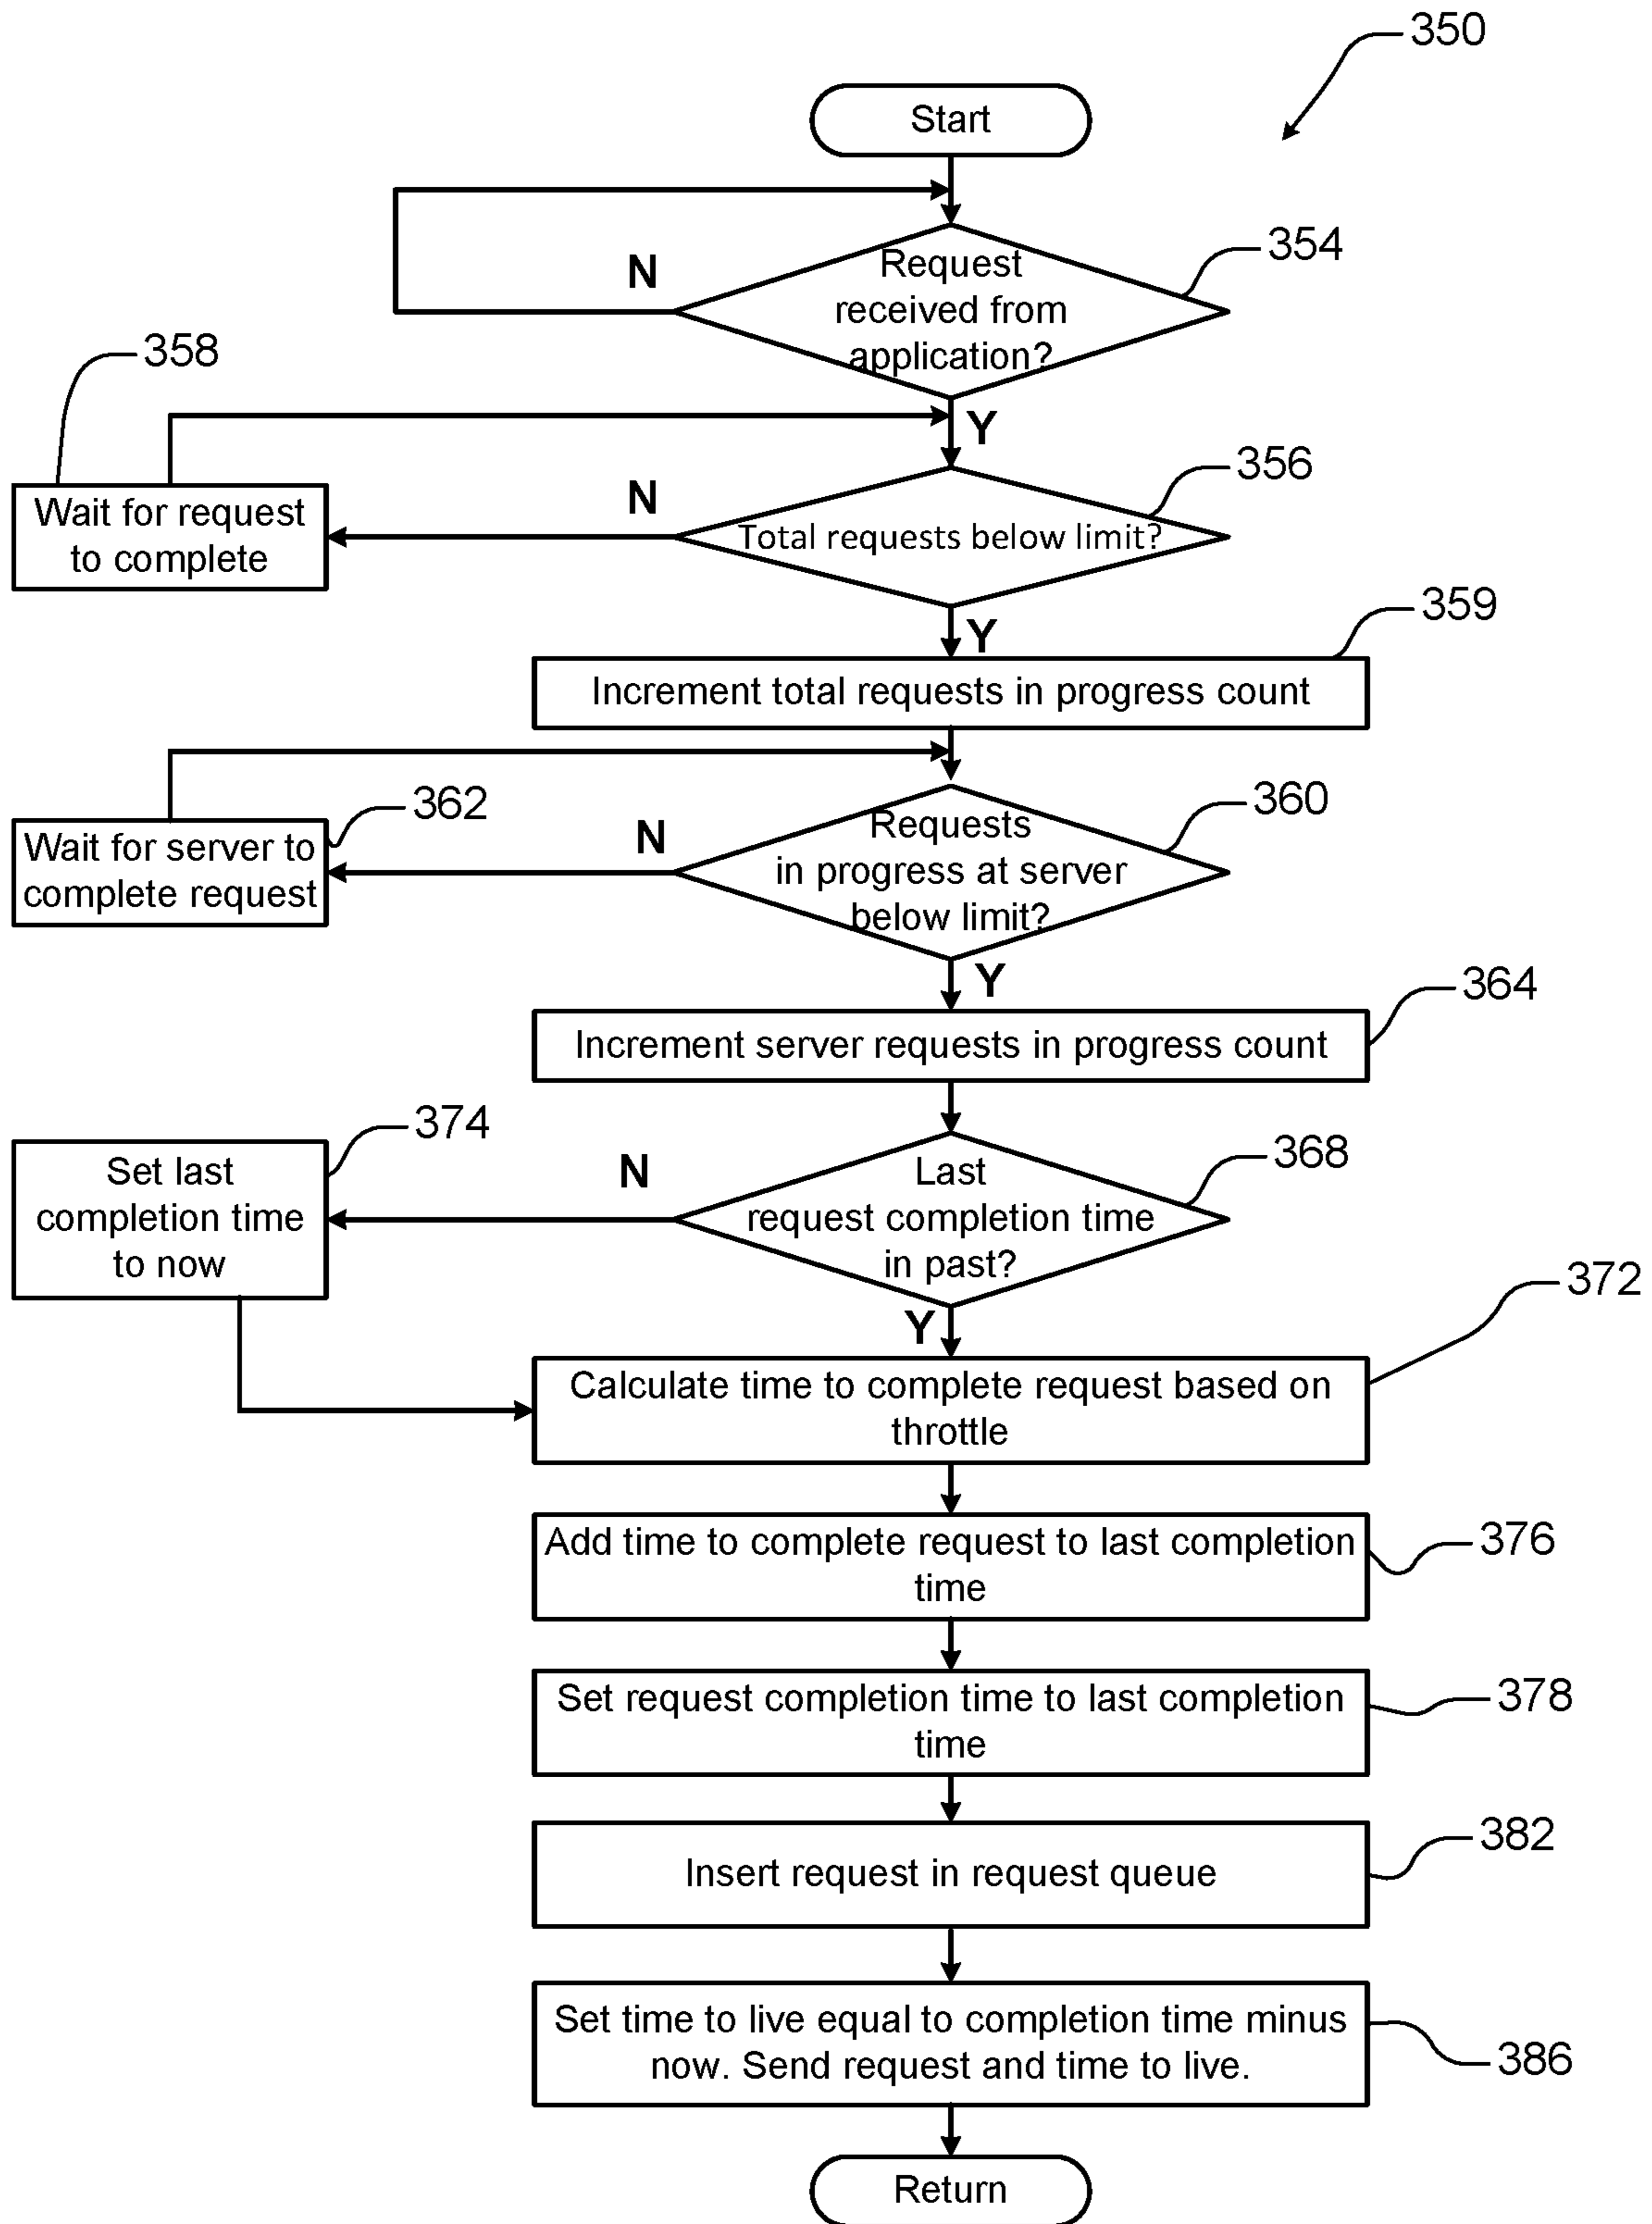 350
Start
354
N
Request
received from
application?
358
Y
356
N
Wait for request
to complete
Total requests below limit?
359
Y
Increment total requests in progress count
362
360
N
Requests
in progress at server
below limit?
Wait for server to
complete request
Y
364
Increment server requests in progress count
374
368
N
Set last
completion time
to now
Last
request completion time
in past?
372
Y
Calculate time to complete request based on
throttle
376
Add time to complete request to last completion
time
378
Set request completion time to last completion
time
382
Insert request in request queue
Set time to live equal to completion time minus
now. Send request and time to live.
386
Return